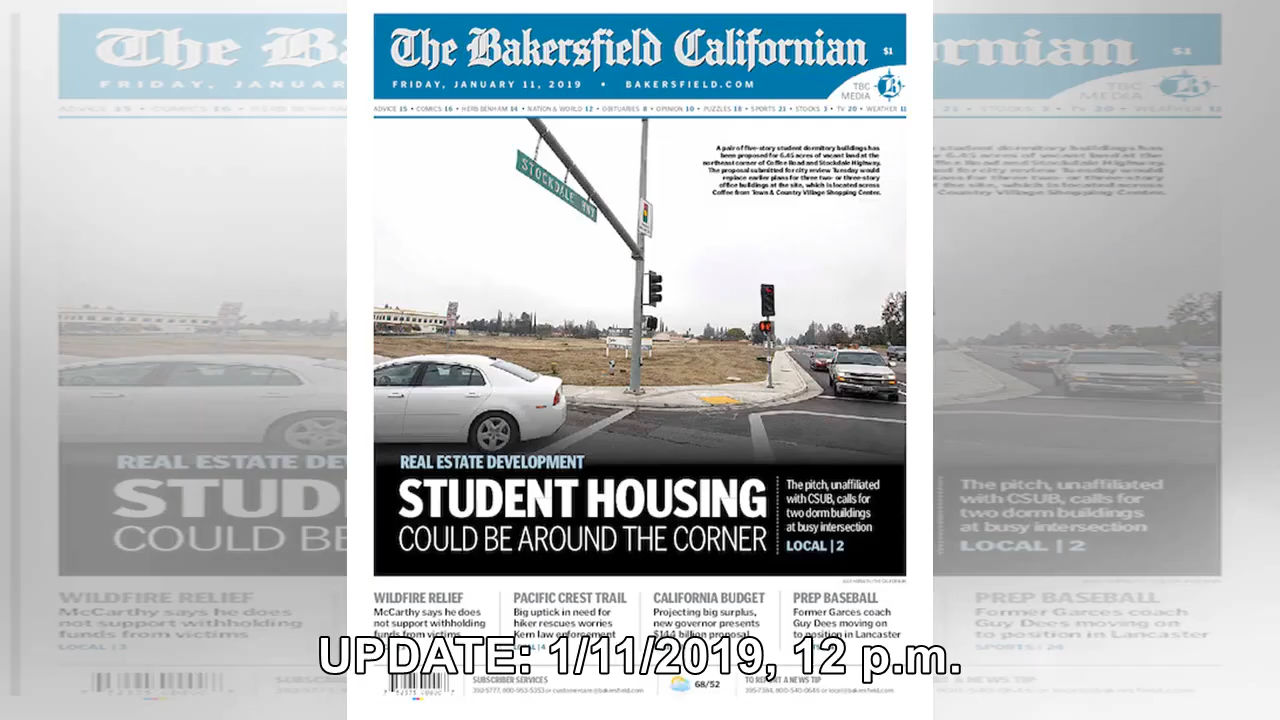 The Bakersfield Californian
$1
FRIDAY, JANUARY 11, 2019 • BAKERSFIELD.COM
TBC
MEDIA
B
ADVICE 15 • COMICS 16 • HERB BENHAM 14 • NATION & WORLD 12 • OBITUARIES 8 • OPINION 10 • PUZZLES 18 • SPORTS 21 • STOCKS 3 • TV 20 • WEATHER 11
A pair of five-story student dormitory buildings has
been proposed for 6.45 acres of vacant land at the
northeast corner of Coffee Road and Stockdale Highway.
The proposal submitted for city review Tuesday would
replace earlier plans for three two- or three-story
office buildings at the site, which is located across
Coffee from Town & Country Village Shopping Center.
STOCKDALE HWY
REAL ESTATE DEVELOPMENT
STUDENT HOUSING
COULD BE AROUND THE CORNER
The pitch, unaffiliated
with CSUB, calls for
two dorm buildings
at busy intersection
LOCAL | 2
WILDFIRE RELIEF
McCarthy says he does
not support withholding
funds from victims
PACIFIC CREST TRAIL
Big uptick in need for
hiker rescues worries
Kern law enforcement
CALIFORNIA BUDGET
Projecting big surplus,
new governor presents
$144 billion proposal
PREP BASEBALL
Former Garces coach
Guy Dees moving on
to position in Lancaster
UPDATE: 1/11/2019, 12 p.m.
SUBSCRIBER SERVICES
68/52
TO REPORT A NEWS TIP